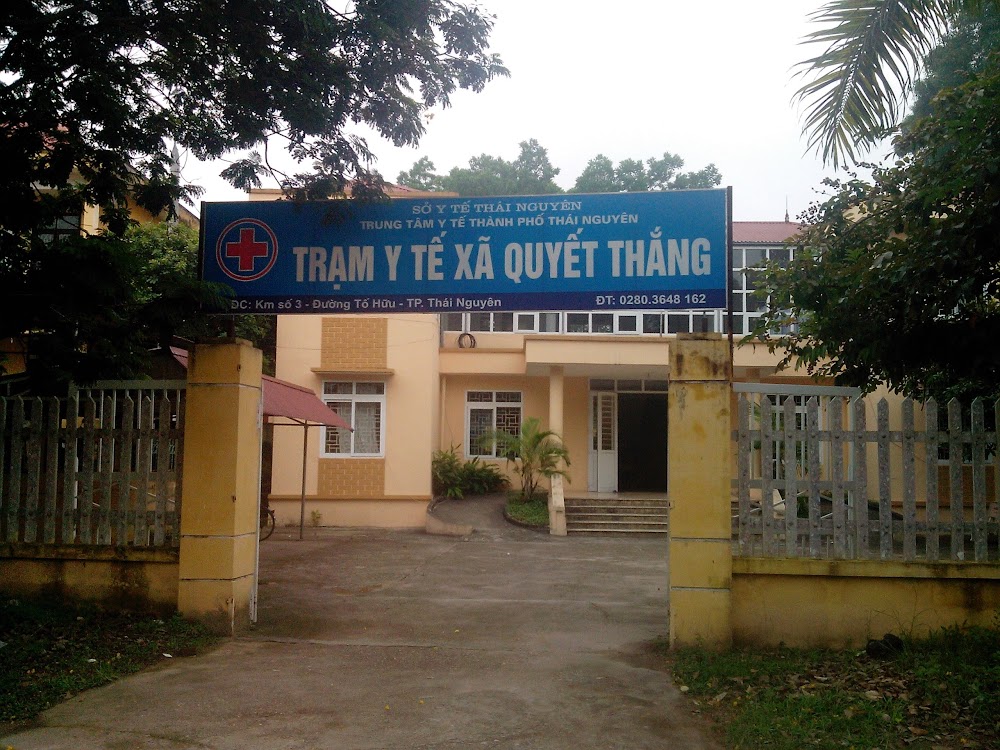 SỞ Y TẾ THÁI NGUYÊN
TRUNG TÂM Y TẾ THÀNH PHỐ THÁI NGUYÊN
TRẠM Y TẾ XÃ QUYẾT THẮNG
ĐC: Km số 3 - Đường Tố Hữu - TP. Thái Nguyên ĐT: 0280.3648 162